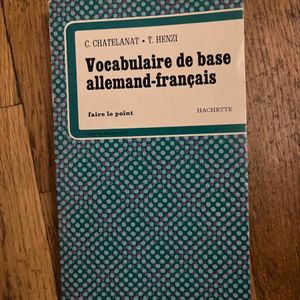 C. CHATELANAT • T. HENZI
Vocabulaire de base
allemand-français
faire le point
HACHETTE